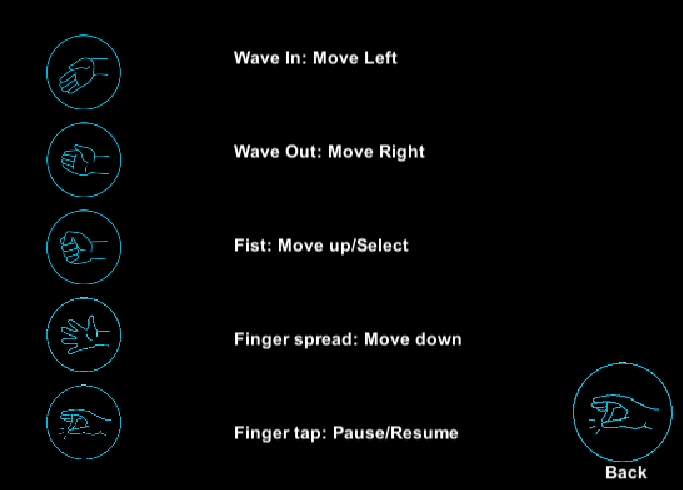 Wave In: Move Left
Wave Out: Move Right
Fist: Move up/Select
Finger spread: Move down
Finger tap: Pause/Resume
Back